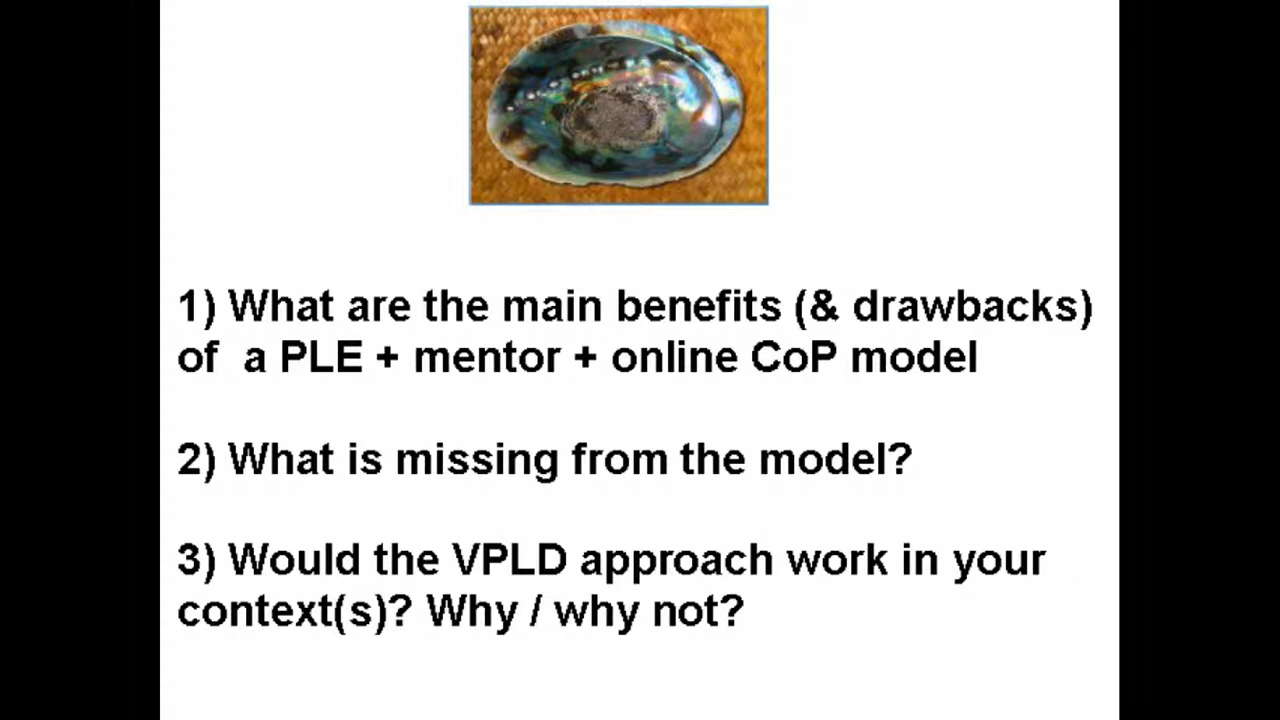 1) What are the main benefits (& drawbacks)
of  a PLE + mentor + online CoP model
2) What is missing from the model?
3) Would the VPLD approach work in your
context(s)? Why / why not?